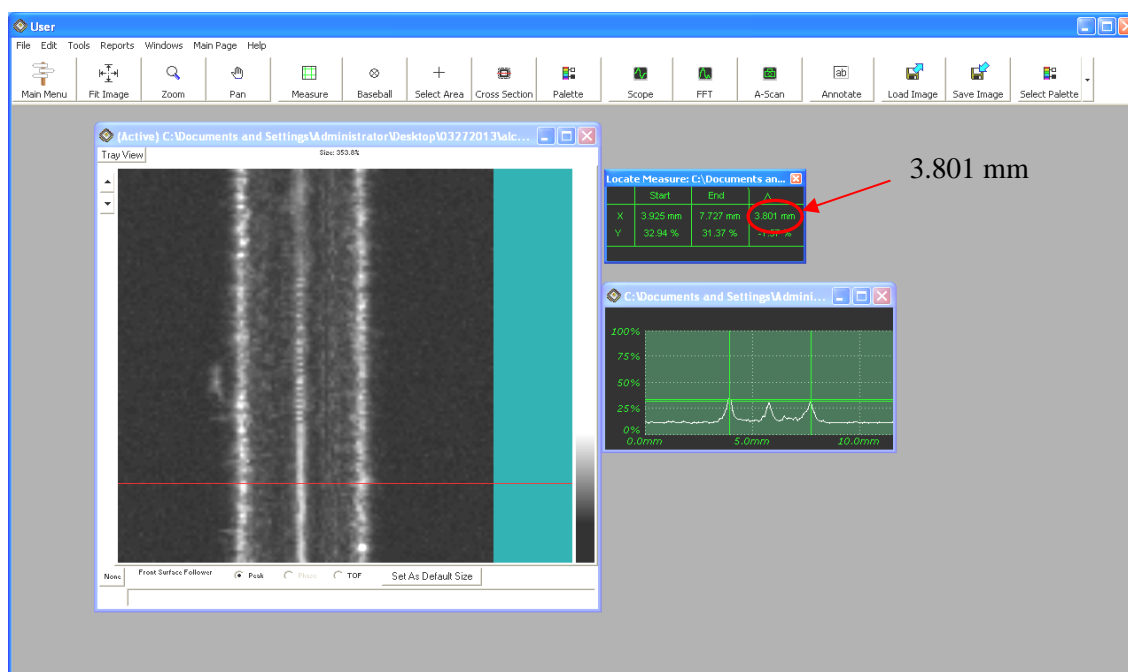 User
File Edit Tools Reports Windows Main Page Help
Main Menu Fit Image Zoom Pan Measure Baseball Select Area Cross Section Palette Scope FFT A-Scan Annotate Load Image Save Image Select Palette
ab
(Active) C:\Documents and Settings\Administrator\Desktop\03272013\alc...
Tray View Size: 353.8%
Locate Measure: C:\Documents an...
Start End Δ
X 3.925 mm 7.727 mm 3.801 mm
Y 32.94 % 31.37 % -1.57 %
3.801 mm
C:\Documents and Settings\Admini...
100%
75%
50%
25%
0%
0.0mm 5.0mm 10.0mm
None Front Surface Follower Peak Phase TOF Set As Default Size